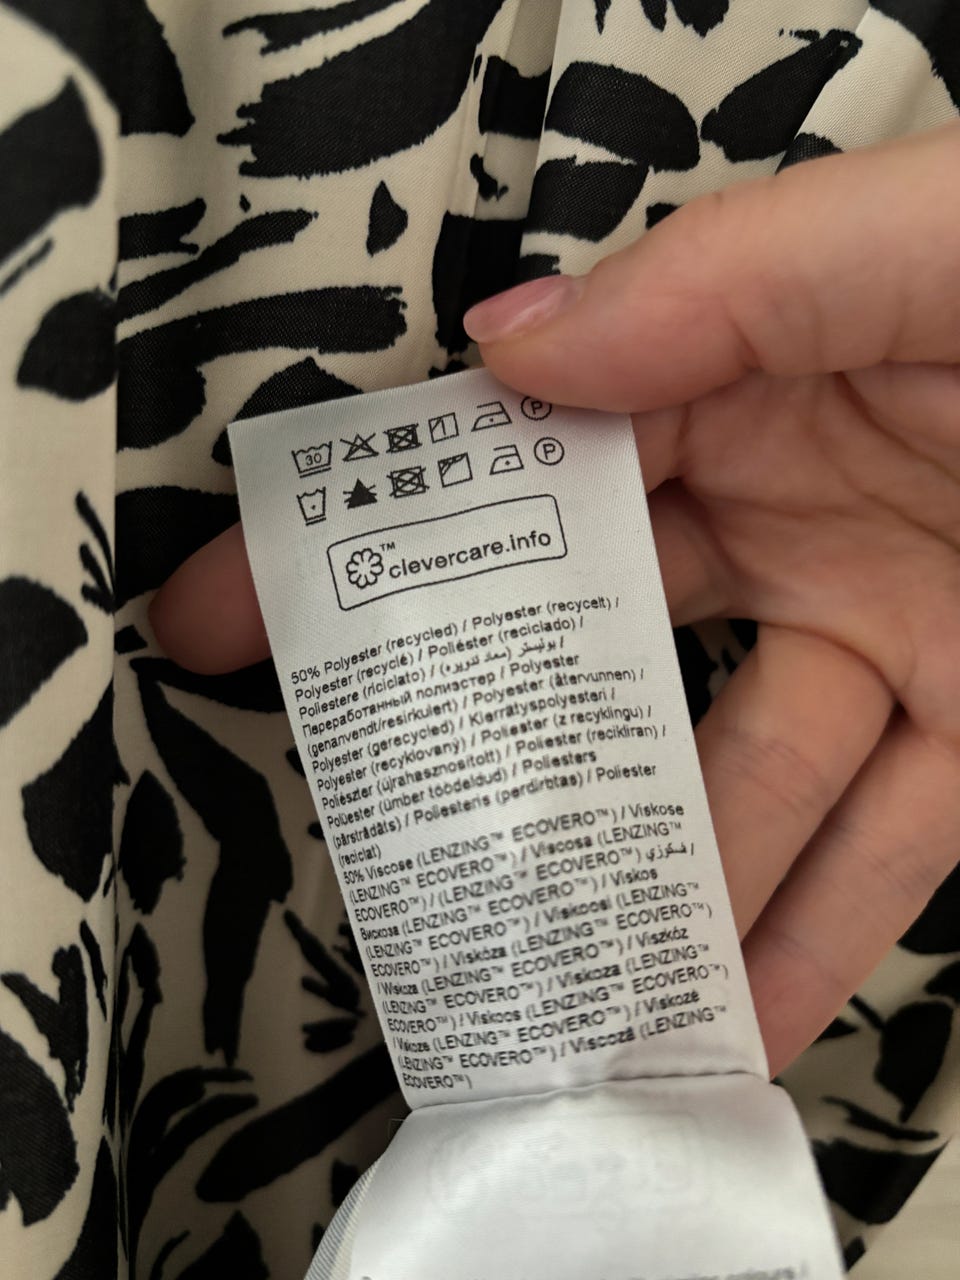 30 P
P
™ clevercare.info
50% Polyester (recycled) / Polyester (recycelt) /
Polyester (recyclé) / Poliéster (reciclado) /
Poliestere (riciclato) / بوليستر (معاد تدويره) /
Переработанный полиэстер / Polyester
(genanvendt/resirkulert) / Polyester (återvunnen) /
Polyester (gerecycled) / Kierrätyspolyesteri /
Polyester (recyklovaný) / Poliester (z recyklingu) /
Poliészter (újrahasznosított) / Poliester (recikliran) /
Polüester (ümber töödeldud) / Poliesters
(pārstrādāts) / Poliesteris (perdirbtas) / Poliester
(reciclat)
50% Viscose (LENZING™ ECOVERO™) / Viskose
(LENZING™ ECOVERO™) / Viscosa (LENZING™
ECOVERO™) / (LENZING™ ECOVERO™) فسكوزي /
Вискоза (LENZING™ ECOVERO™) / Viskos
(LENZING™ ECOVERO™) / Viskoosi (LENZING™
ECOVERO™) / Viskóza (LENZING™ ECOVERO™)
/ Wiskoza (LENZING™ ECOVERO™) / Viszkóz
(LENZING™ ECOVERO™) / Viskoza (LENZING™
ECOVERO™) / Viskoos (LENZING™ ECOVERO™)
/ Viskoze (LENZING™ ECOVERO™) / Viskozė
(LENZING™ ECOVERO™) / Viscoză (LENZING™
ECOVERO™)